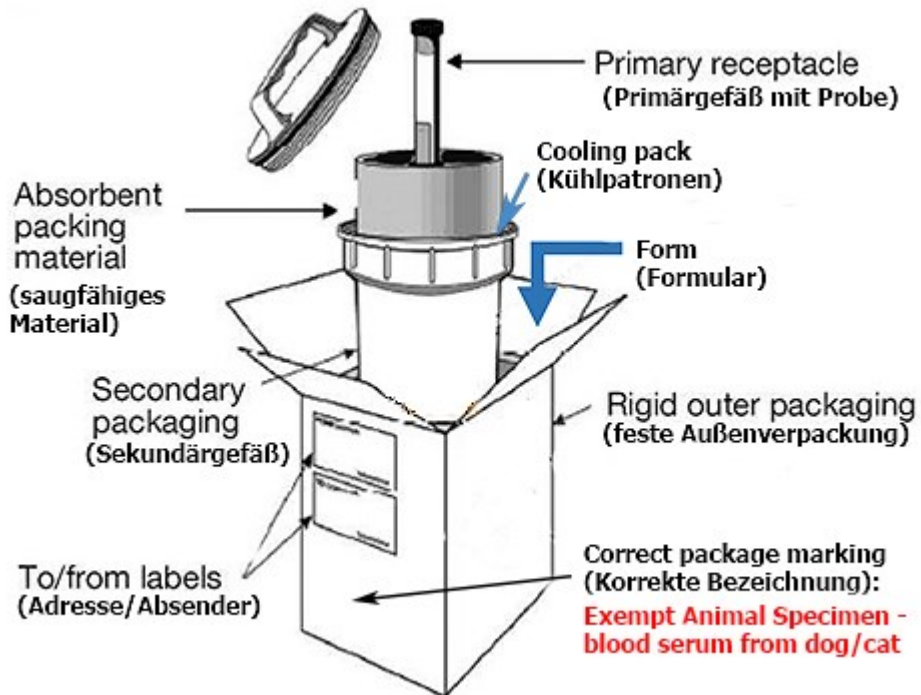 Primary receptacle
(Primärgefäß mit Probe)
Cooling pack
(Kühlpatronen)
Absorbent
packing
material
(saugfähiges
Material)
Form
(Formular)
Secondary
packaging
(Sekundärgefäß)
Rigid outer packaging
(feste Außenverpackung)
To/from labels
(Adresse/Absender)
Correct package marking
(Korrekte Bezeichnung):
Exempt Animal Specimen -
blood serum from dog/cat